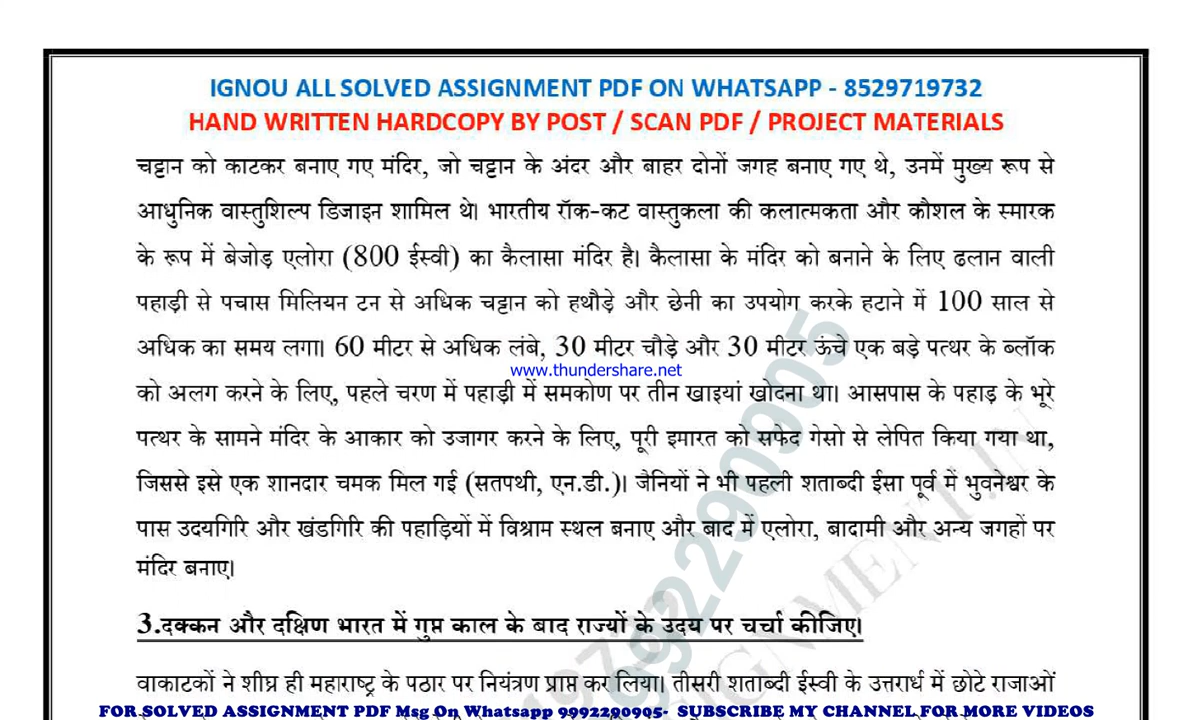 IGNOU ALL SOLVED ASSIGNMENT PDF ON WHATSAPP - 8529719732
HAND WRITTEN HARDCOPY BY POST / SCAN PDF / PROJECT MATERIALS
चट्टान को काटकर बनाए गए मंदिर, जो चट्टान के अंदर और बाहर दोनों जगह बनाए गए थे, उनमें मुख्य रूप से
आधुनिक वास्तुशिल्प डिजाइन शामिल थे। भारतीय रॉक-कट वास्तुकला की कलात्मकता और कौशल के स्मारक
के रूप में बेजोड़ एलोरा (800 ईस्वी) का कैलासा मंदिर है। कैलासा के मंदिर को बनाने के लिए ढलान वाली
पहाड़ी से पचास मिलियन टन से अधिक चट्टान को हथौड़े और छेनी का उपयोग करके हटाने में 100 साल से
अधिक का समय लगा। 60 मीटर से अधिक लंबे, 30 मीटर चौड़े और 30 मीटर ऊंचे एक बड़े पत्थर के ब्लॉक
www.thundershare.net
को अलग करने के लिए, पहले चरण में पहाड़ी में समकोण पर तीन खाइयां खोदना था। आसपास के पहाड़ के भूरे
पत्थर के सामने मंदिर के आकार को उजागर करने के लिए, पूरी इमारत को सफेद गेसो से लेपित किया गया था,
जिससे इसे एक शानदार चमक मिल गई (सतपथी, एन.डी.)। जैनियों ने भी पहली शताब्दी ईसा पूर्व में भुवनेश्वर के
पास उदयगिरि और खंडगिरि की पहाड़ियों में विश्राम स्थल बनाए और बाद में एलोरा, बादामी और अन्य जगहों पर
मंदिर बनाए।
3.दक्कन और दक्षिण भारत में गुप्त काल के बाद राज्यों के उदय पर चर्चा कीजिए।
वाकाटकों ने शीघ्र ही महाराष्ट्र के पठार पर नियंत्रण प्राप्त कर लिया। तीसरी शताब्दी ईस्वी के उत्तरार्ध में छोटे राजाओं
FOR SOLVED ASSIGNMENT PDF Msg On Whatsapp 9992290905- SUBSCRIBE MY CHANNEL FOR MORE VIDEOS